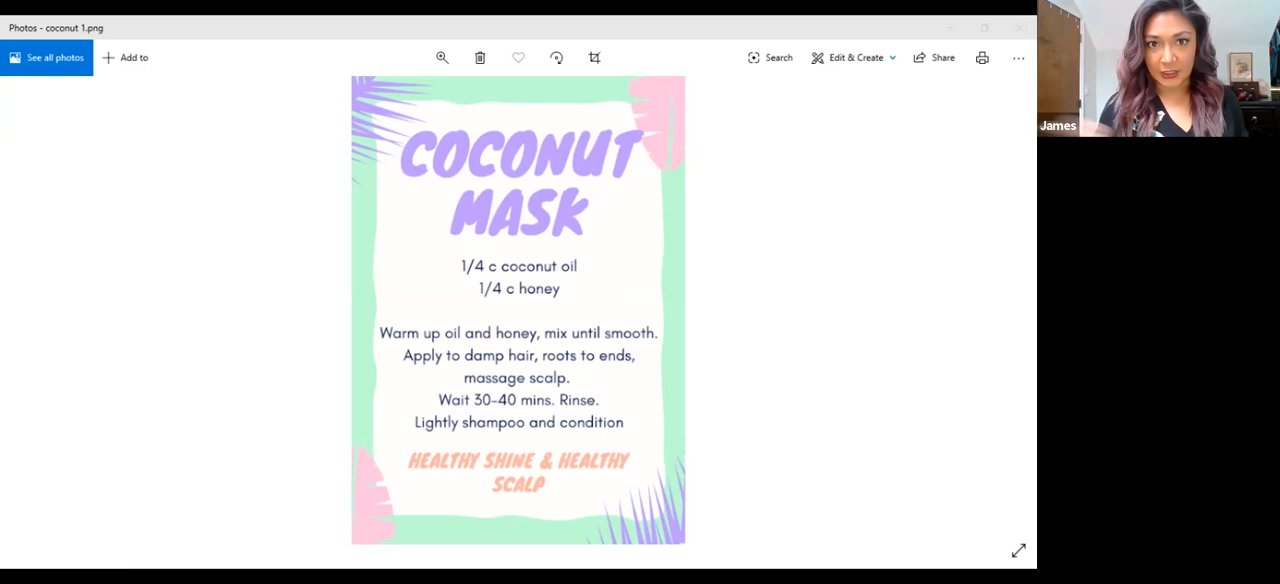 Photos - coconut 1.png
See all photos
Add to
Search
Edit & Create
Share
James
COCONUT
MASK
1/4 c coconut oil
1/4 c honey
Warm up oil and honey, mix until smooth.
Apply to damp hair, roots to ends,
massage scalp.
Wait 30-40 mins. Rinse.
Lightly shampoo and condition
HEALTHY SHINE & HEALTHY
SCALP